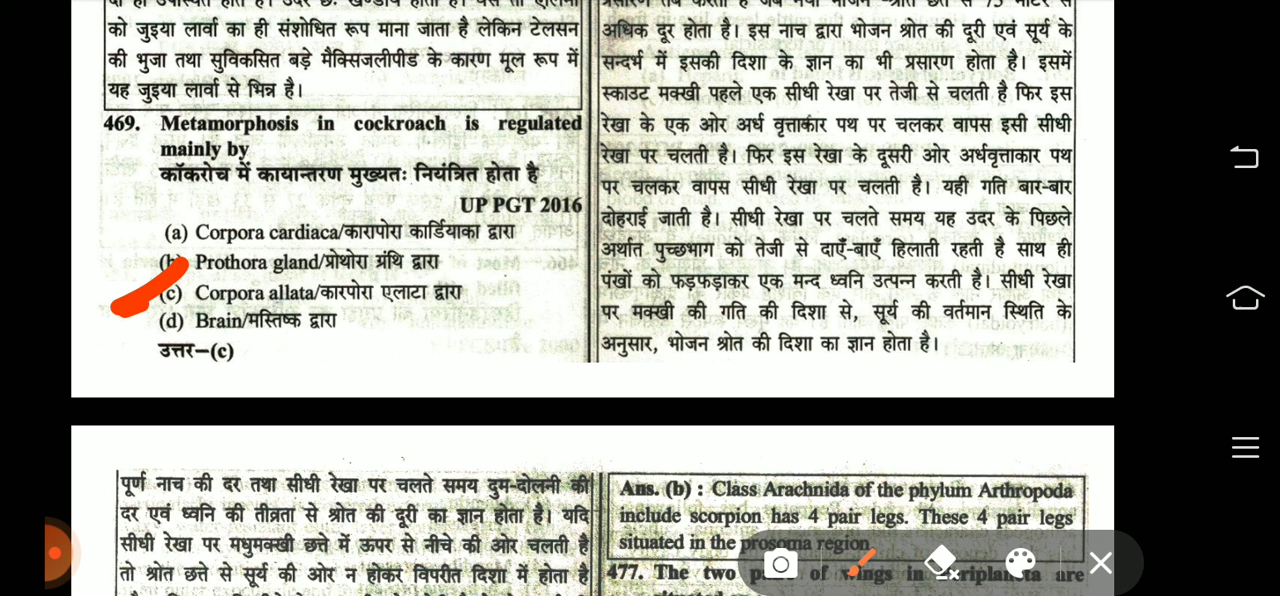 को जुइया लार्वा का ही संशोधित रूप माना जाता है लेकिन टेलसन
की भुजा तथा सुविकसित बड़े मैक्सिजलीपीड के कारण मूल रूप में
यह जुइया लार्वा से भिन्न है।
469. Metamorphosis in cockroach is regulated
mainly by
कॉकरोच में कायान्तरण मुख्यतः नियंत्रित होता है
UP PGT 2016
(a) Corpora cardiaca/कारापोरा कार्डियाका द्वारा
(b) Prothora gland/प्रोथोरा ग्रंथि द्वारा
(c) Corpora allata/कारपोरा एलाटा द्वारा
(d) Brain/मस्तिष्क द्वारा
उत्तर–(c)
अधिक दूर होता है। इस नाच द्वारा भोजन श्रोत की दूरी एवं सूर्य के
सन्दर्भ में इसकी दिशा के ज्ञान का भी प्रसारण होता है। इसमें
स्काउट मक्खी पहले एक सीधी रेखा पर तेजी से चलती है फिर इस
रेखा के एक ओर अर्ध वृत्ताकार पथ पर चलकर वापस इसी सीधी
रेखा पर चलती है। फिर इस रेखा के दूसरी ओर अर्धवृत्ताकार पथ
पर चलकर वापस सीधी रेखा पर चलती है। यही गति बार-बार
दोहराई जाती है। सीधी रेखा पर चलते समय यह उदर के पिछले
अर्थात पुच्छभाग को तेजी से दाएँ-बाएँ हिलाती रहती है साथ ही
पंखों को फड़फड़ाकर एक मन्द ध्वनि उत्पन्न करती है। सीधी रेखा
पर मक्खी की गति की दिशा से, सूर्य की वर्तमान स्थिति के
अनुसार, भोजन श्रोत की दिशा का ज्ञान होता है।
पूर्ण नाच की दर तथा सीधी रेखा पर चलते समय दुम-दोलनी की
दर एवं ध्वनि की तीव्रता से श्रोत की दूरी का ज्ञान होता है। यदि
सीधी रेखा पर मधुमक्खी छत्ते में ऊपर से नीचे की ओर चलती है
तो श्रोत छत्ते से सूर्य की ओर न होकर विपरीत दिशा में होता है
Ans. (b) : Class Arachnida of the phylum Arthropoda
include scorpion has 4 pair legs. These 4 pair legs
situated in the prosoma region.
477. The two of wings in are